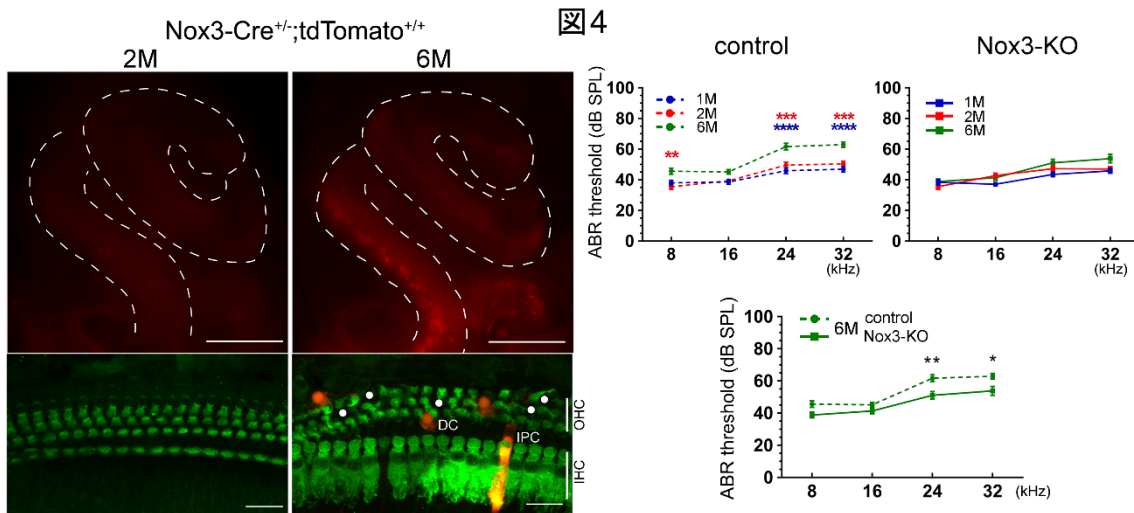 図4
Nox3-Cre+/-;tdTomato+/+
2M
6M
DC
IPC
OHC
IHC
control
Nox3-KO
ABR threshold (dB SPL)
100
80
60
40
20
0
1M
2M
6M
**
***
****
***
****
8
16
24
32
(kHz)
100
80
60
40
20
0
1M
2M
6M
8
16
24
32
(kHz)
ABR threshold (dB SPL)
100
80
60
40
20
0
6M
control
Nox3-KO
**
*
8
16
24
32
(kHz)